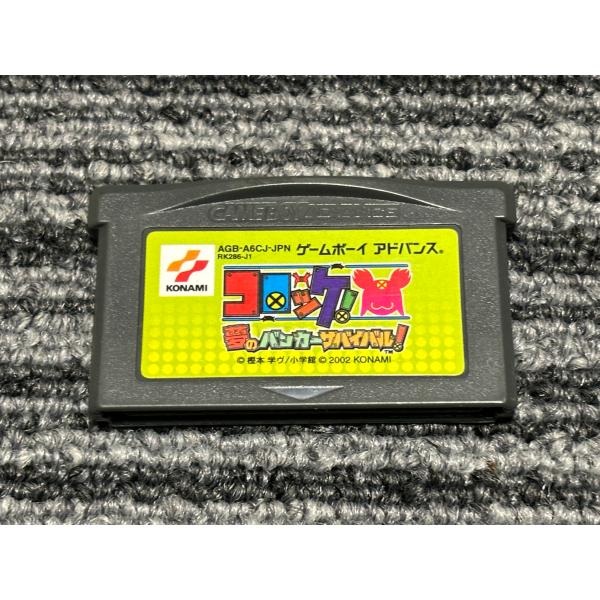 GAME BOY ADVANCE
AGB-A6CJ-JPN ゲームボーイ アドバンス®
RK286-J1
KONAMI
コロッケ!
夢のバンカーサバイバル!™
© 樫本 学ヴ/小学館 © 2002 KONAMI